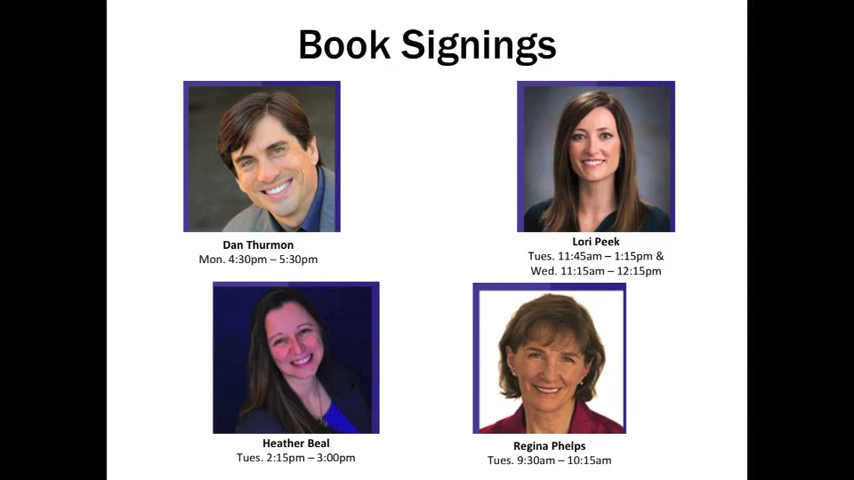 Book Signings
Dan Thurmon
Mon. 4:30pm – 5:30pm
Lori Peek
Tues. 11:45am – 1:15pm &
Wed. 11:15am – 12:15pm
Heather Beal
Tues. 2:15pm – 3:00pm
Regina Phelps
Tues. 9:30am – 10:15am